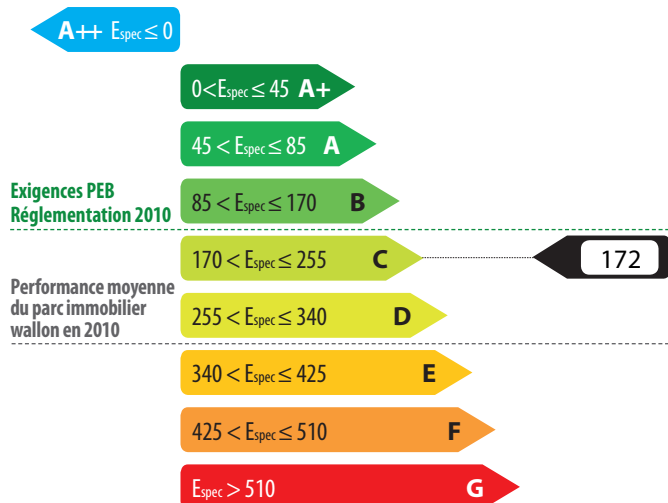 A++ Espec ≤ 0
0 < Espec ≤ 45 A+
45 < Espec ≤ 85 A
Exigences PEB
Réglementation 2010
85 < Espec ≤ 170 B
170 < Espec ≤ 255 C
172
Performance moyenne
du parc immobilier
wallon en 2010
255 < Espec ≤ 340 D
340 < Espec ≤ 425 E
425 < Espec ≤ 510 F
Espec > 510 G